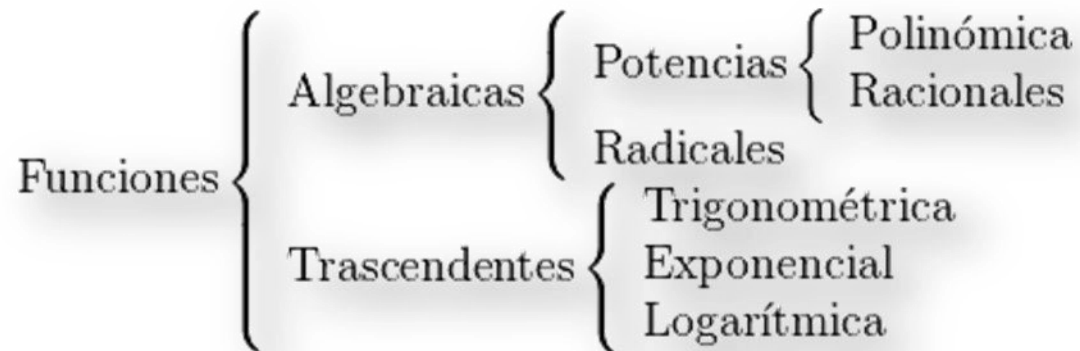 Funciones
Algebraicas
Potencias
Polinómica
Racionales
Radicales
Trascendentes
Trigonométrica
Exponencial
Logarítmica